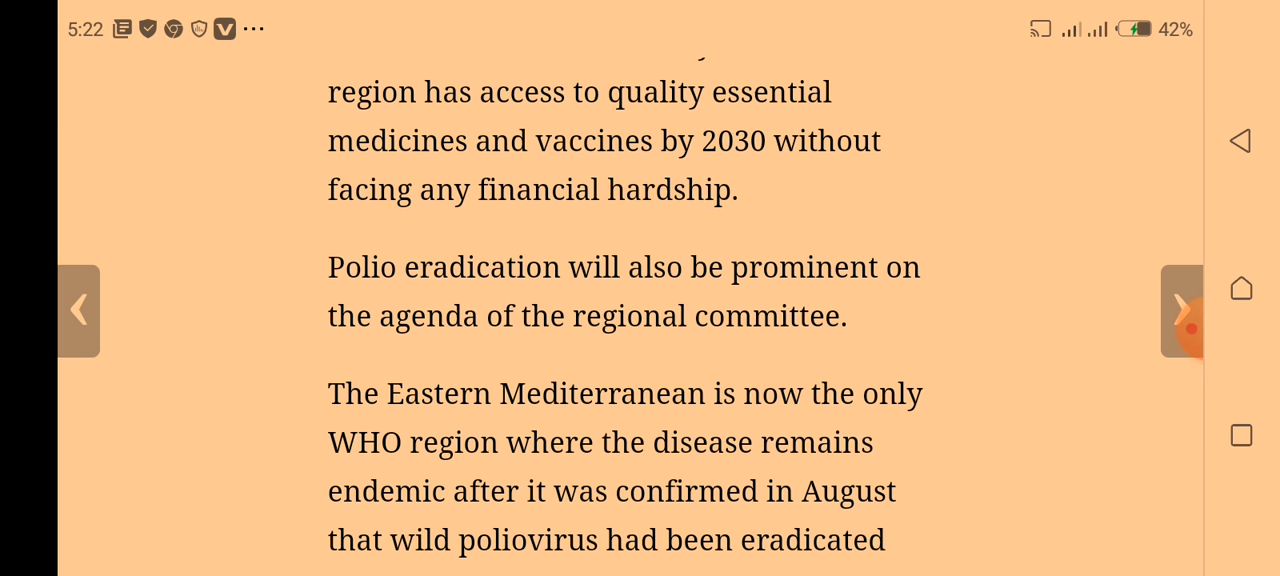 5:22
42%
region has access to quality essential
medicines and vaccines by 2030 without
facing any financial hardship.
Polio eradication will also be prominent on
the agenda of the regional committee.
The Eastern Mediterranean is now the only
WHO region where the disease remains
endemic after it was confirmed in August
that wild poliovirus had been eradicated